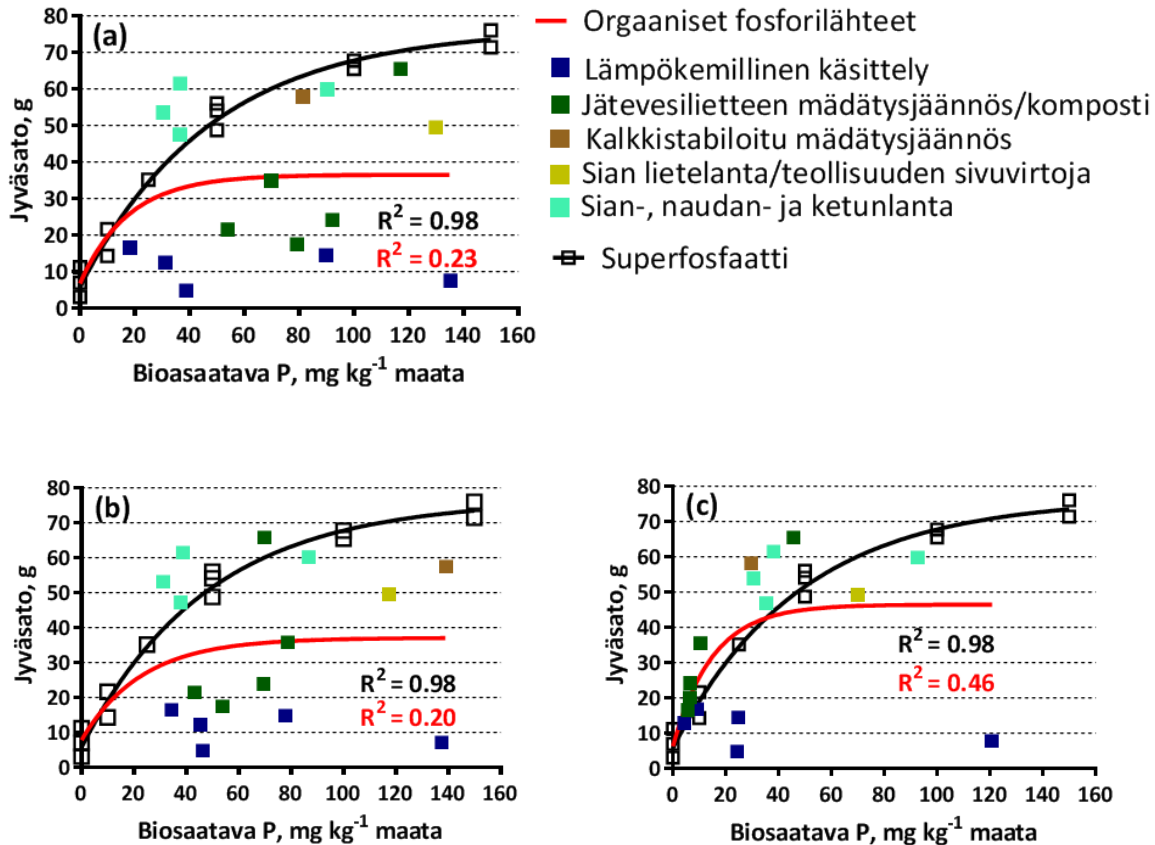 (a)
80
70
60
50
40
30
20
10
0
Jyväsato, g
R² = 0.98
R² = 0.23
0 20 40 60 80 100 120 140 160
Bioasaatava P, mg kg⁻¹ maata
Orgaaniset fosforilähteet
Lämpökemillinen käsittely
Jätevesilietteen mädätysjäännös/komposti
Kalkkistabiloitu mädätysjäännös
Sian lietelanta/teollisuuden sivuvirtoja
Sian-, naudan- ja ketunlanta
Superfosfaatti
(b)
80
70
60
50
40
30
20
10
0
Jyväsato, g
R² = 0.98
R² = 0.20
0 20 40 60 80 100 120 140 160
Biosaatava P, mg kg⁻¹ maata
(c)
80
70
60
50
40
30
20
10
0
Jyväsato, g
R² = 0.98
R² = 0.46
0 20 40 60 80 100 120 140 160
Biosaatava P, mg kg⁻¹ maata